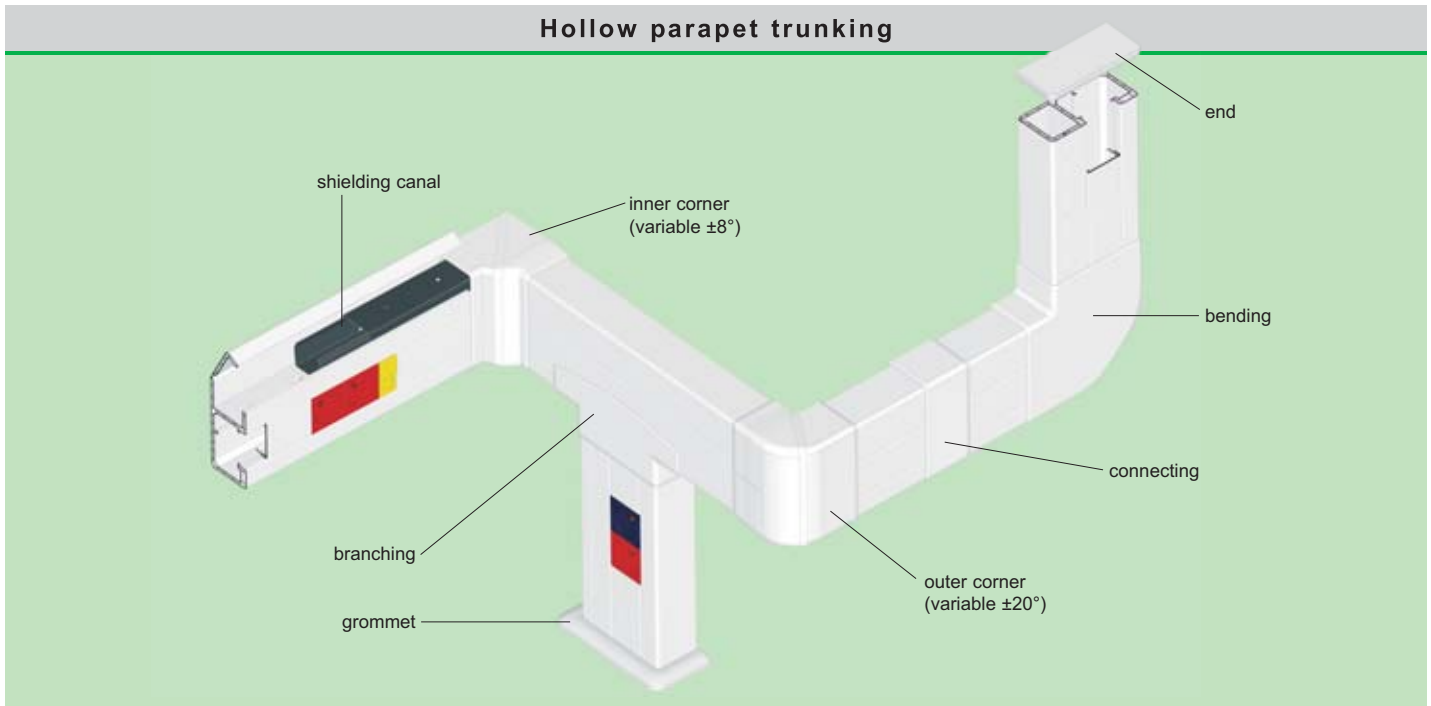 Hollow parapet trunking
end
shielding canal
inner corner
(variable ±8°)
bending
connecting
branching
outer corner
(variable ±20°)
grommet